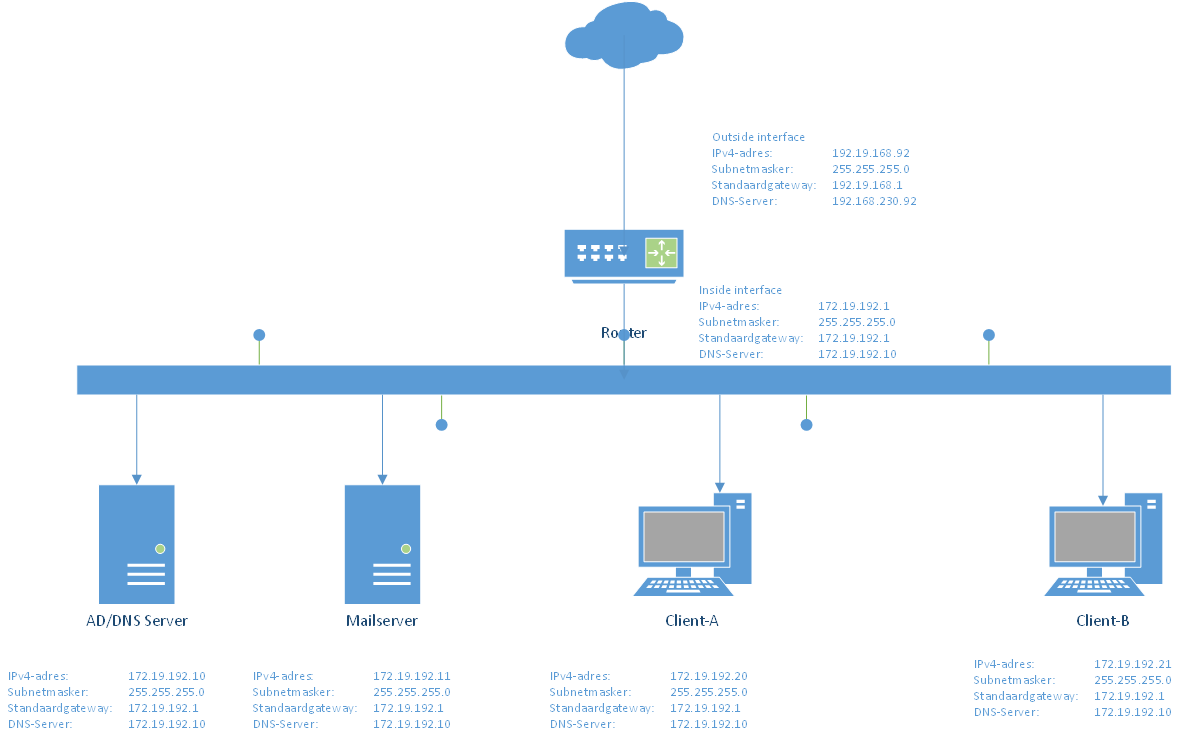 Outside interface
IPv4-adres: 192.19.168.92
Subnetmasker: 255.255.255.0
Standaardgateway: 192.19.168.1
DNS-Server: 192.168.230.92
Inside interface
IPv4-adres: 172.19.192.1
Subnetmasker: 255.255.255.0
Standaardgateway: 172.19.192.1
DNS-Server: 172.19.192.10
Router
AD/DNS Server
IPv4-adres: 172.19.192.10
Subnetmasker: 255.255.255.0
Standaardgateway: 172.19.192.1
DNS-Server: 172.19.192.10
Mailserver
IPv4-adres: 172.19.192.11
Subnetmasker: 255.255.255.0
Standaardgateway: 172.19.192.1
DNS-Server: 172.19.192.10
Client-A
IPv4-adres: 172.19.192.20
Subnetmasker: 255.255.255.0
Standaardgateway: 172.19.192.1
DNS-Server: 172.19.192.10
Client-B
IPv4-adres: 172.19.192.21
Subnetmasker: 255.255.255.0
Standaardgateway: 172.19.192.1
DNS-Server: 172.19.192.10